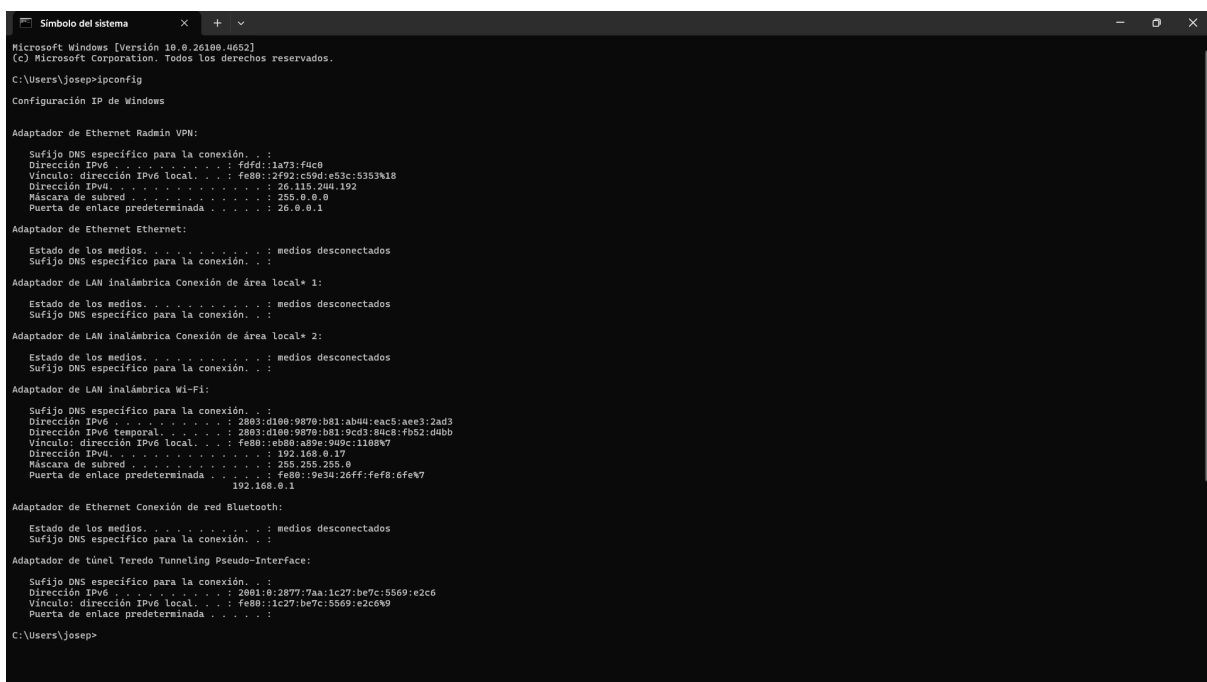 Símbolo del sistema
Microsoft Windows [Versión 10.0.26100.4652]
(c) Microsoft Corporation. Todos los derechos reservados.
C:\Users\josep>ipconfig
Configuración IP de Windows
Adaptador de Ethernet Radmin VPN:
Sufijo DNS específico para la conexión. . :
Dirección IPv6 . . . . . . . . . . : fdfd::1a73:f4c0
Vínculo: dirección IPv6 local. . . : fe80::2f92:c59d:e53c:5353%18
Dirección IPv4. . . . . . . . . . . . . . : 26.115.244.192
Máscara de subred . . . . . . . . . . . . : 255.0.0.0
Puerta de enlace predeterminada . . . . . : 26.0.0.1
Adaptador de Ethernet Ethernet:
Estado de los medios. . . . . . . . . . . : medios desconectados
Sufijo DNS específico para la conexión. . :
Adaptador de LAN inalámbrica Conexión de área local* 1:
Estado de los medios. . . . . . . . . . . : medios desconectados
Sufijo DNS específico para la conexión. . :
Adaptador de LAN inalámbrica Conexión de área local* 2:
Estado de los medios. . . . . . . . . . . : medios desconectados
Sufijo DNS específico para la conexión. . :
Adaptador de LAN inalámbrica Wi-Fi:
Sufijo DNS específico para la conexión. . :
Dirección IPv6 . . . . . . . . . . : 2803:d100:9870:b81:ab44:eac5:aee3:2ad3
Dirección IPv6 temporal. . . . . . : 2803:d100:9870:b81:9cd3:84c8:fb52:d4bb
Vínculo: dirección IPv6 local. . . : fe80::eb80:a89e:949c:1108%7
Dirección IPv4. . . . . . . . . . . . . . : 192.168.0.17
Máscara de subred . . . . . . . . . . . . : 255.255.255.0
Puerta de enlace predeterminada . . . . . : fe80::9e34:26ff:fef8:6fe%7
192.168.0.1
Adaptador de Ethernet Conexión de red Bluetooth:
Estado de los medios. . . . . . . . . . . : medios desconectados
Sufijo DNS específico para la conexión. . :
Adaptador de túnel Teredo Tunneling Pseudo-Interface:
Sufijo DNS específico para la conexión. . :
Dirección IPv6 . . . . . . . . . . : 2001:0:2877:7aa:1c27:be7c:5569:e2c6
Vínculo: dirección IPv6 local. . . : fe80::1c27:be7c:5569:e2c6%9
Puerta de enlace predeterminada . . . . . :
C:\Users\josep>